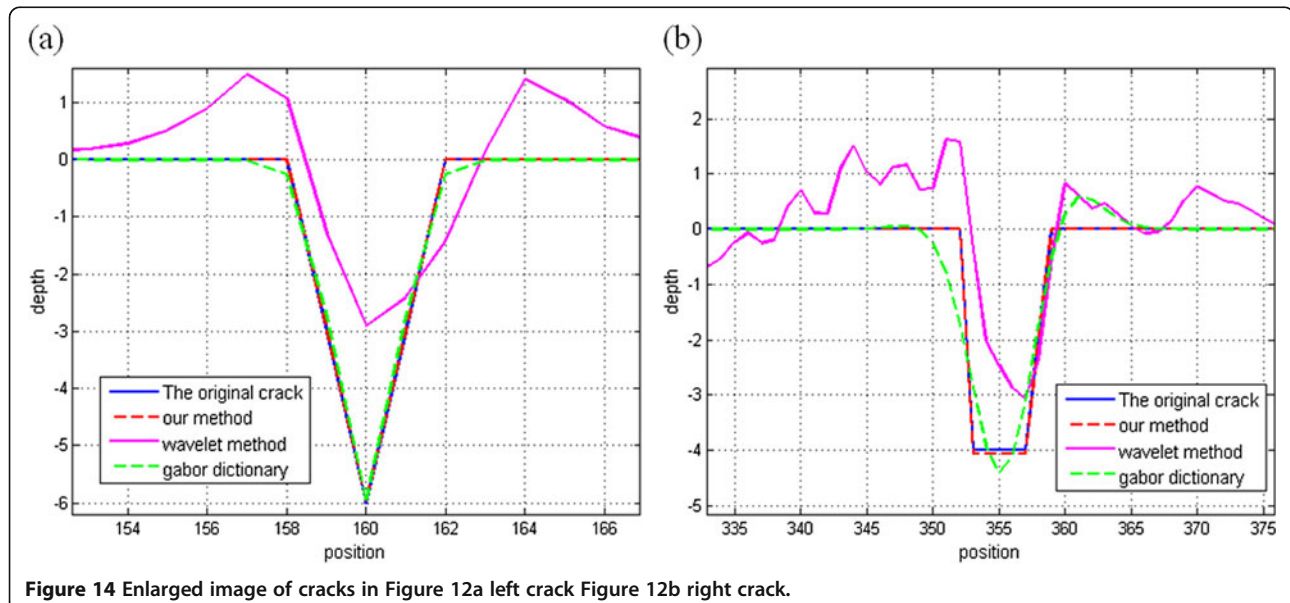 (a)
1
0
-1
-2
-3
-4
-5
-6
depth
154 156 158 160 162 164 166
position
The original crack
our method
wavelet method
gabor dictionary
(b)
2
1
0
-1
-2
-3
-4
-5
depth
335 340 345 350 355 360 365 370 375
position
The original crack
our method
wavelet method
gabor dictionary
Figure 14 Enlarged image of cracks in Figure 12a left crack Figure 12b right crack.